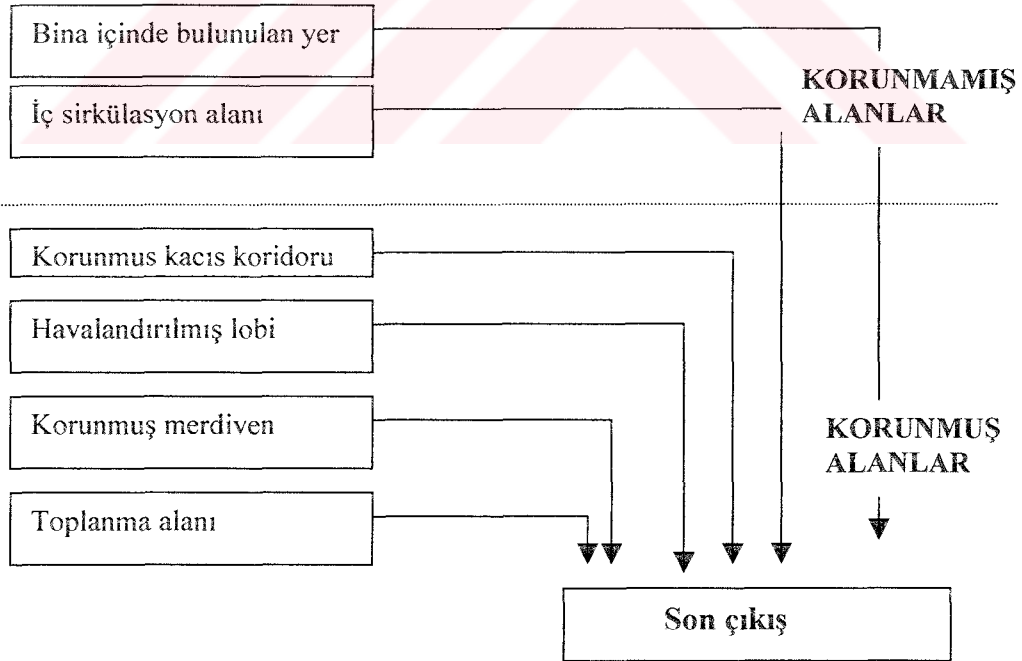 Bina içinde bulunulan yer
İç sirkülasyon alanı
KORUNMAMIŞ
ALANLAR
Korunmus kacıs koridoru
Havalandırılmış lobi
Korunmuş merdiven
KORUNMUŞ
ALANLAR
Toplanma alanı
Son çıkış